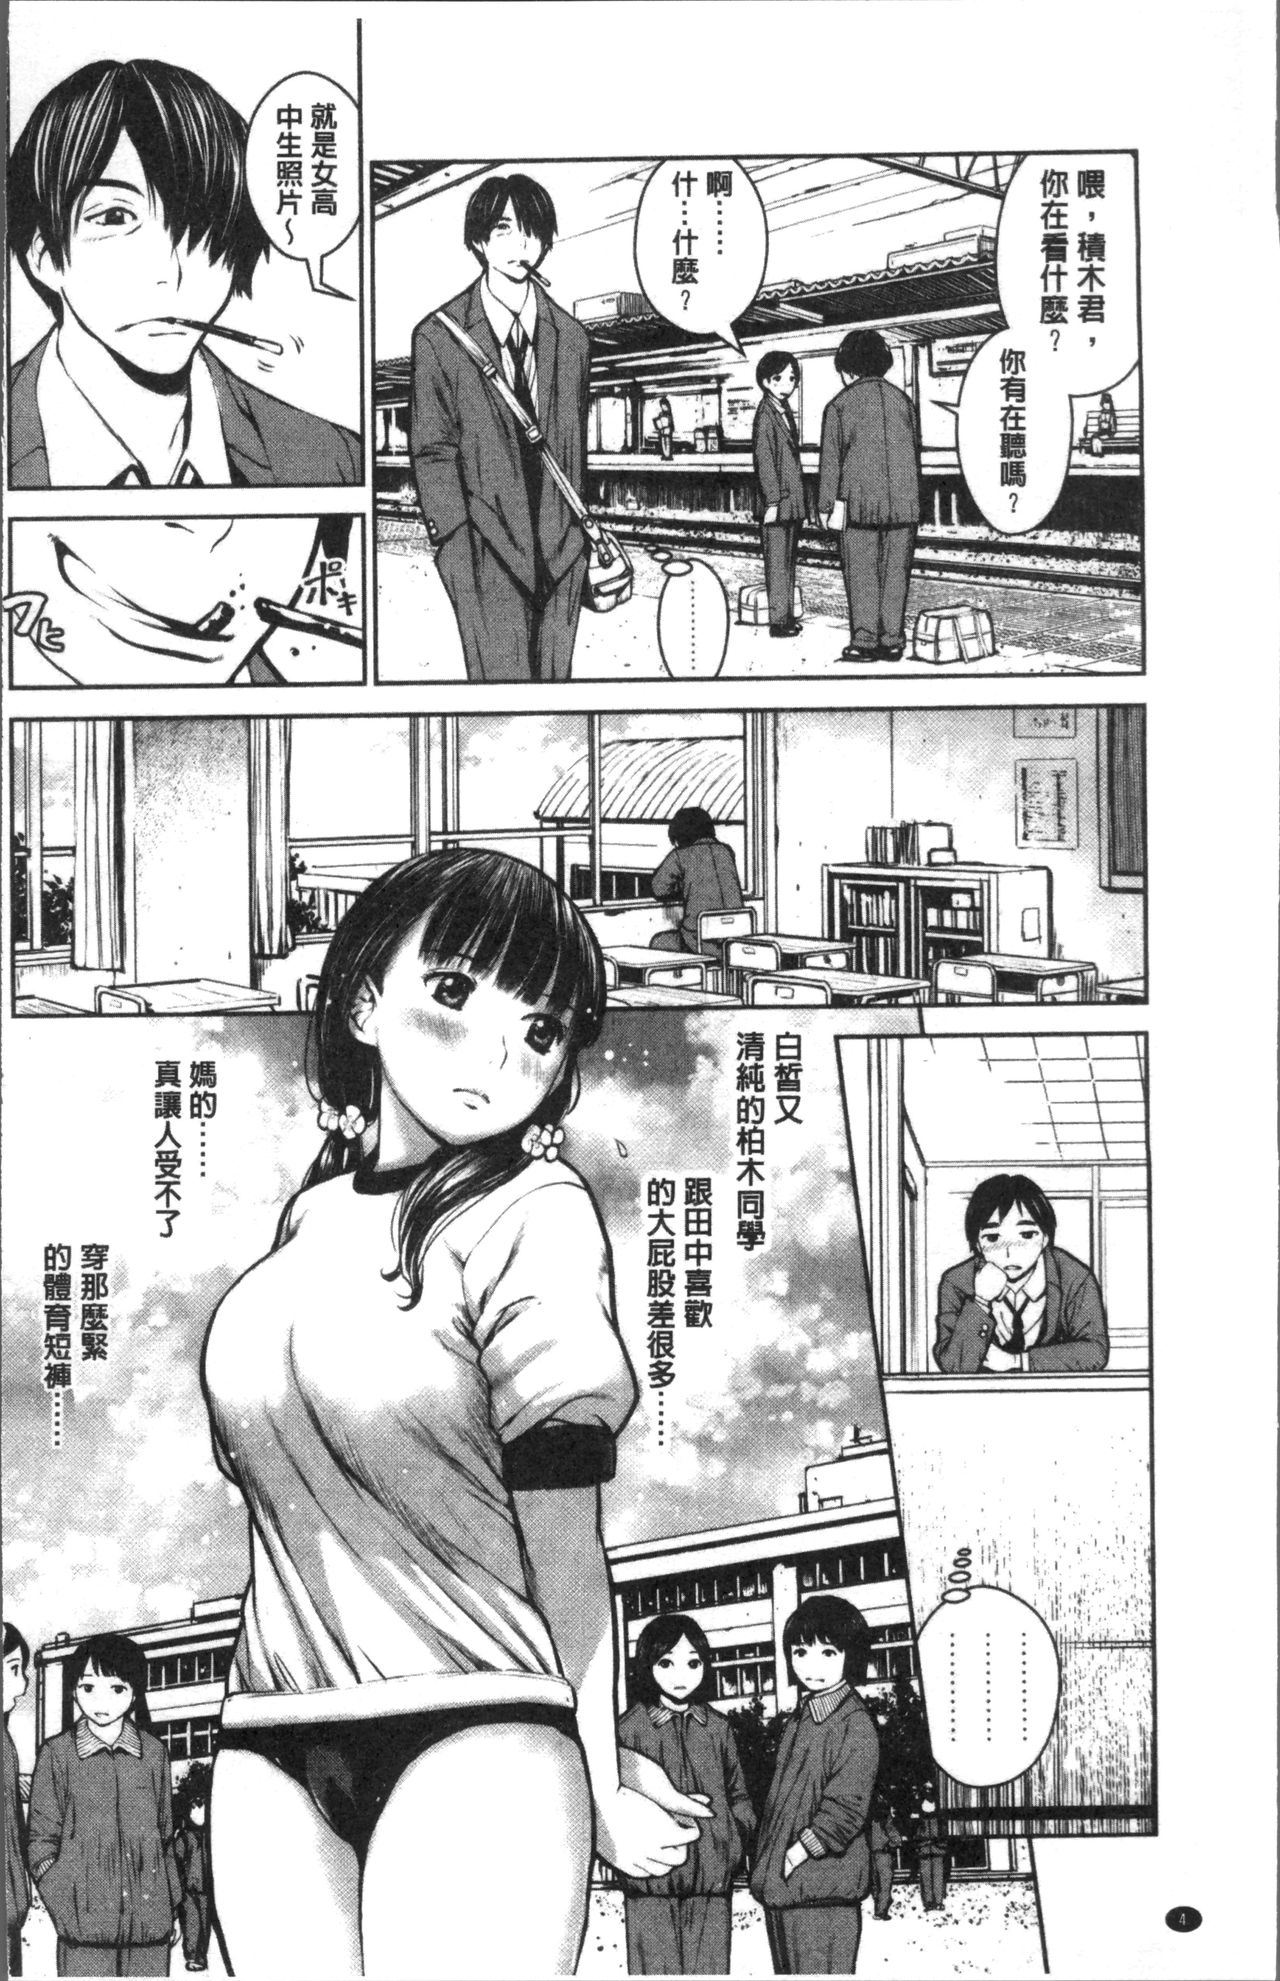 喂，積木君，
你在看什麼？
你有在聽嗎？
啊……
什…什麼？
………
就是女高
中生照片～
ポキ
………
………
………
白皙又
清純的柏木同學
跟田中喜歡
的大屁股差很多……
媽的……
真讓人受不了
穿那麼緊
的體育短褲……
4